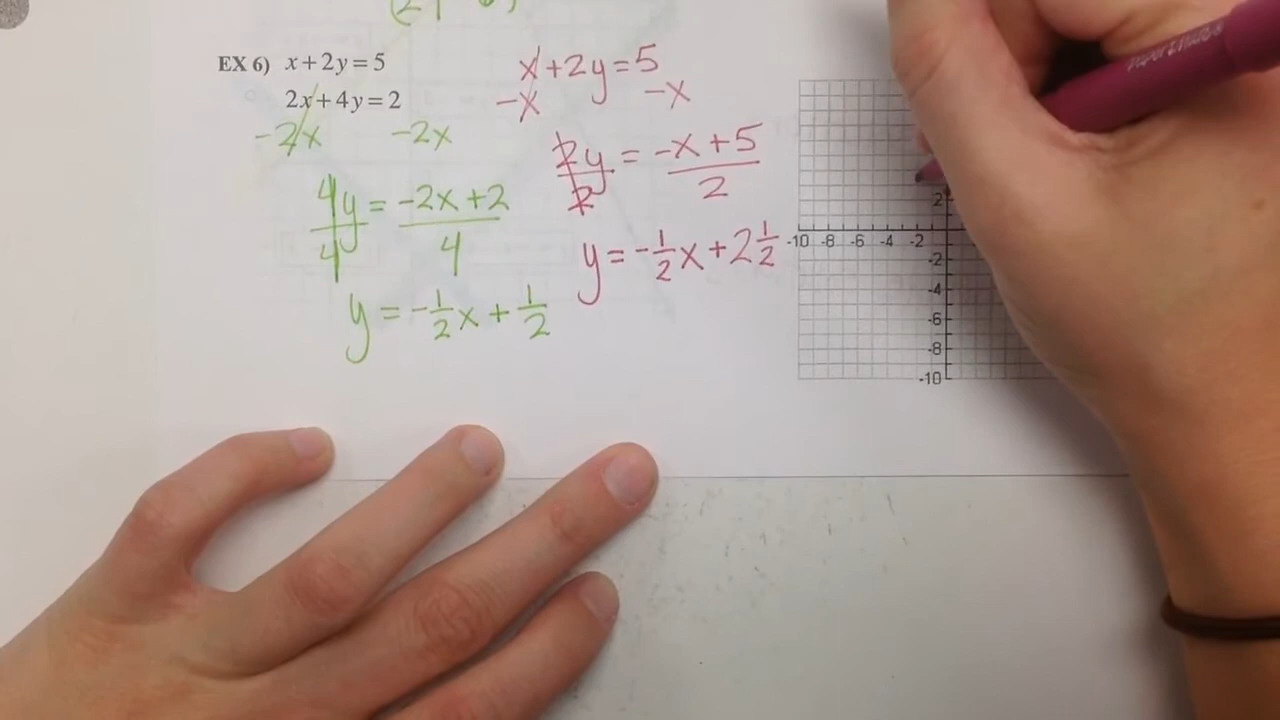 EX 6) x+2y=5
2x+4y=2
-2x -2x
4y = -2x+2
4 4
y = -1/2x + 1/2
x+2y=5
-x -x
2y = -x+5
2 2
y = -1/2x + 2 1/2
2
-10 -8 -6 -4 -2
-2
-4
-6
-8
-10